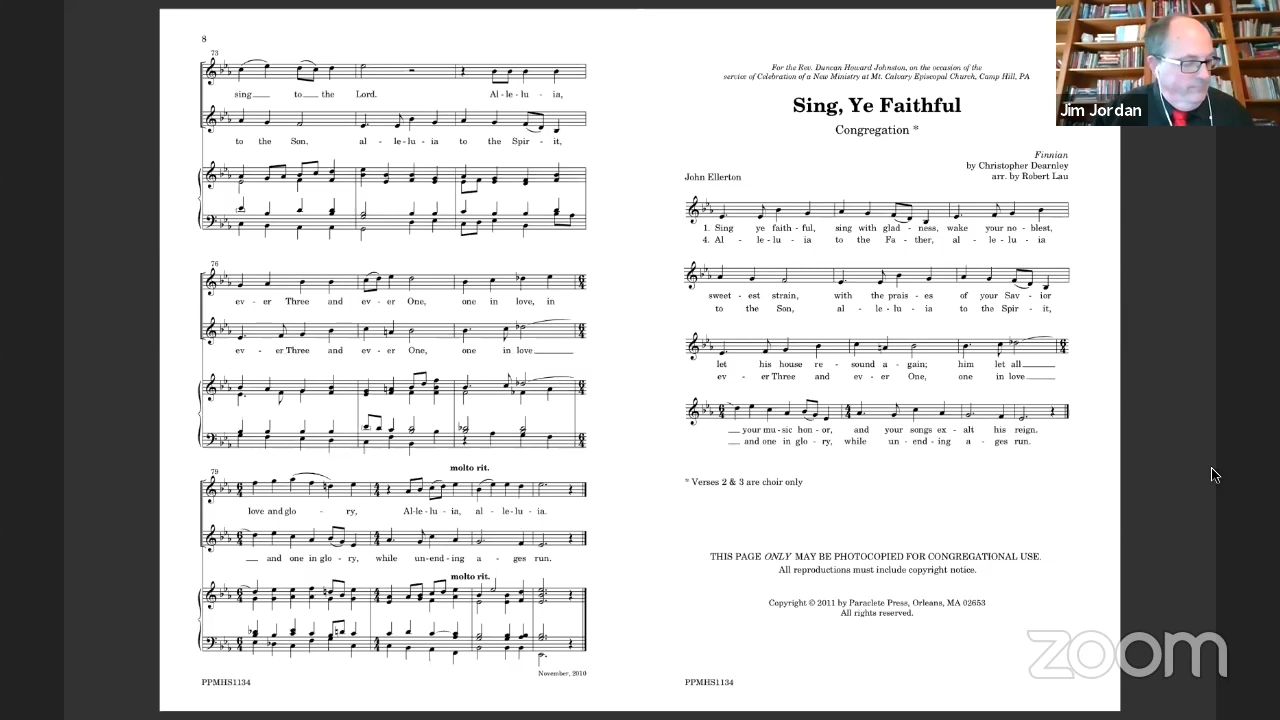 8
73
sing to the Lord. Al - le - lu - ia,
to the Son, al - le - lu - ia to the Spir - it,
76
ev - er Three and ev - er One, one in love, in
ev - er Three and ev - er One, one in love
79
molto rit.
love and glo - ry, Al - le - lu - ia, al - le - lu - ia.
and one in glo - ry, while un - end - ing a - ges run.
molto rit.
November, 2010
PPMHS1134
For the Rev. Duncan Howard Johnston, on the occasion of the
service of Celebration of a New Ministry at Mt. Calvary Episcopal Church, Camp Hill, PA
Sing, Ye Faithful
Congregation *
Finnian
by Christopher Dearnley
John Ellerton
arr. by Robert Lau
1. Sing ye faith - ful, sing with glad - ness, wake your no - blest,
4. Al - le - lu - ia to the Fa - ther, al - le - lu - ia
sweet - est strain, with the prais - es of your Sav - ior
to the Son, al - le - lu - ia to the Spir - it,
let his house re - sound a - gain; him let all
ev - er Three and ev - er One, one in love
your mu - sic hon - or, and your songs ex - alt his reign.
and one in glo - ry, while un - end - ing a - ges run.
* Verses 2 & 3 are choir only
THIS PAGE ONLY MAY BE PHOTOCOPIED FOR CONGREGATIONAL USE.
All reproductions must include copyright notice.
Copyright © 2011 by Paraclete Press, Orleans, MA 02653
All rights reserved.
PPMHS1134
Jim Jordan
zoom